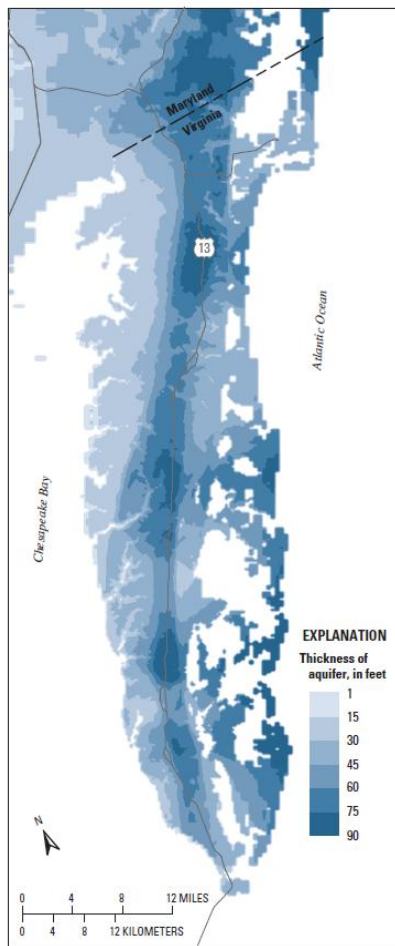 Maryland
Virginia
13
Atlantic Ocean
Chesapeake Bay
EXPLANATION
Thickness of
aquifer, in feet
1
15
30
45
60
75
90
N
0 4 8 12 MILES
0 4 8 12 KILOMETERS